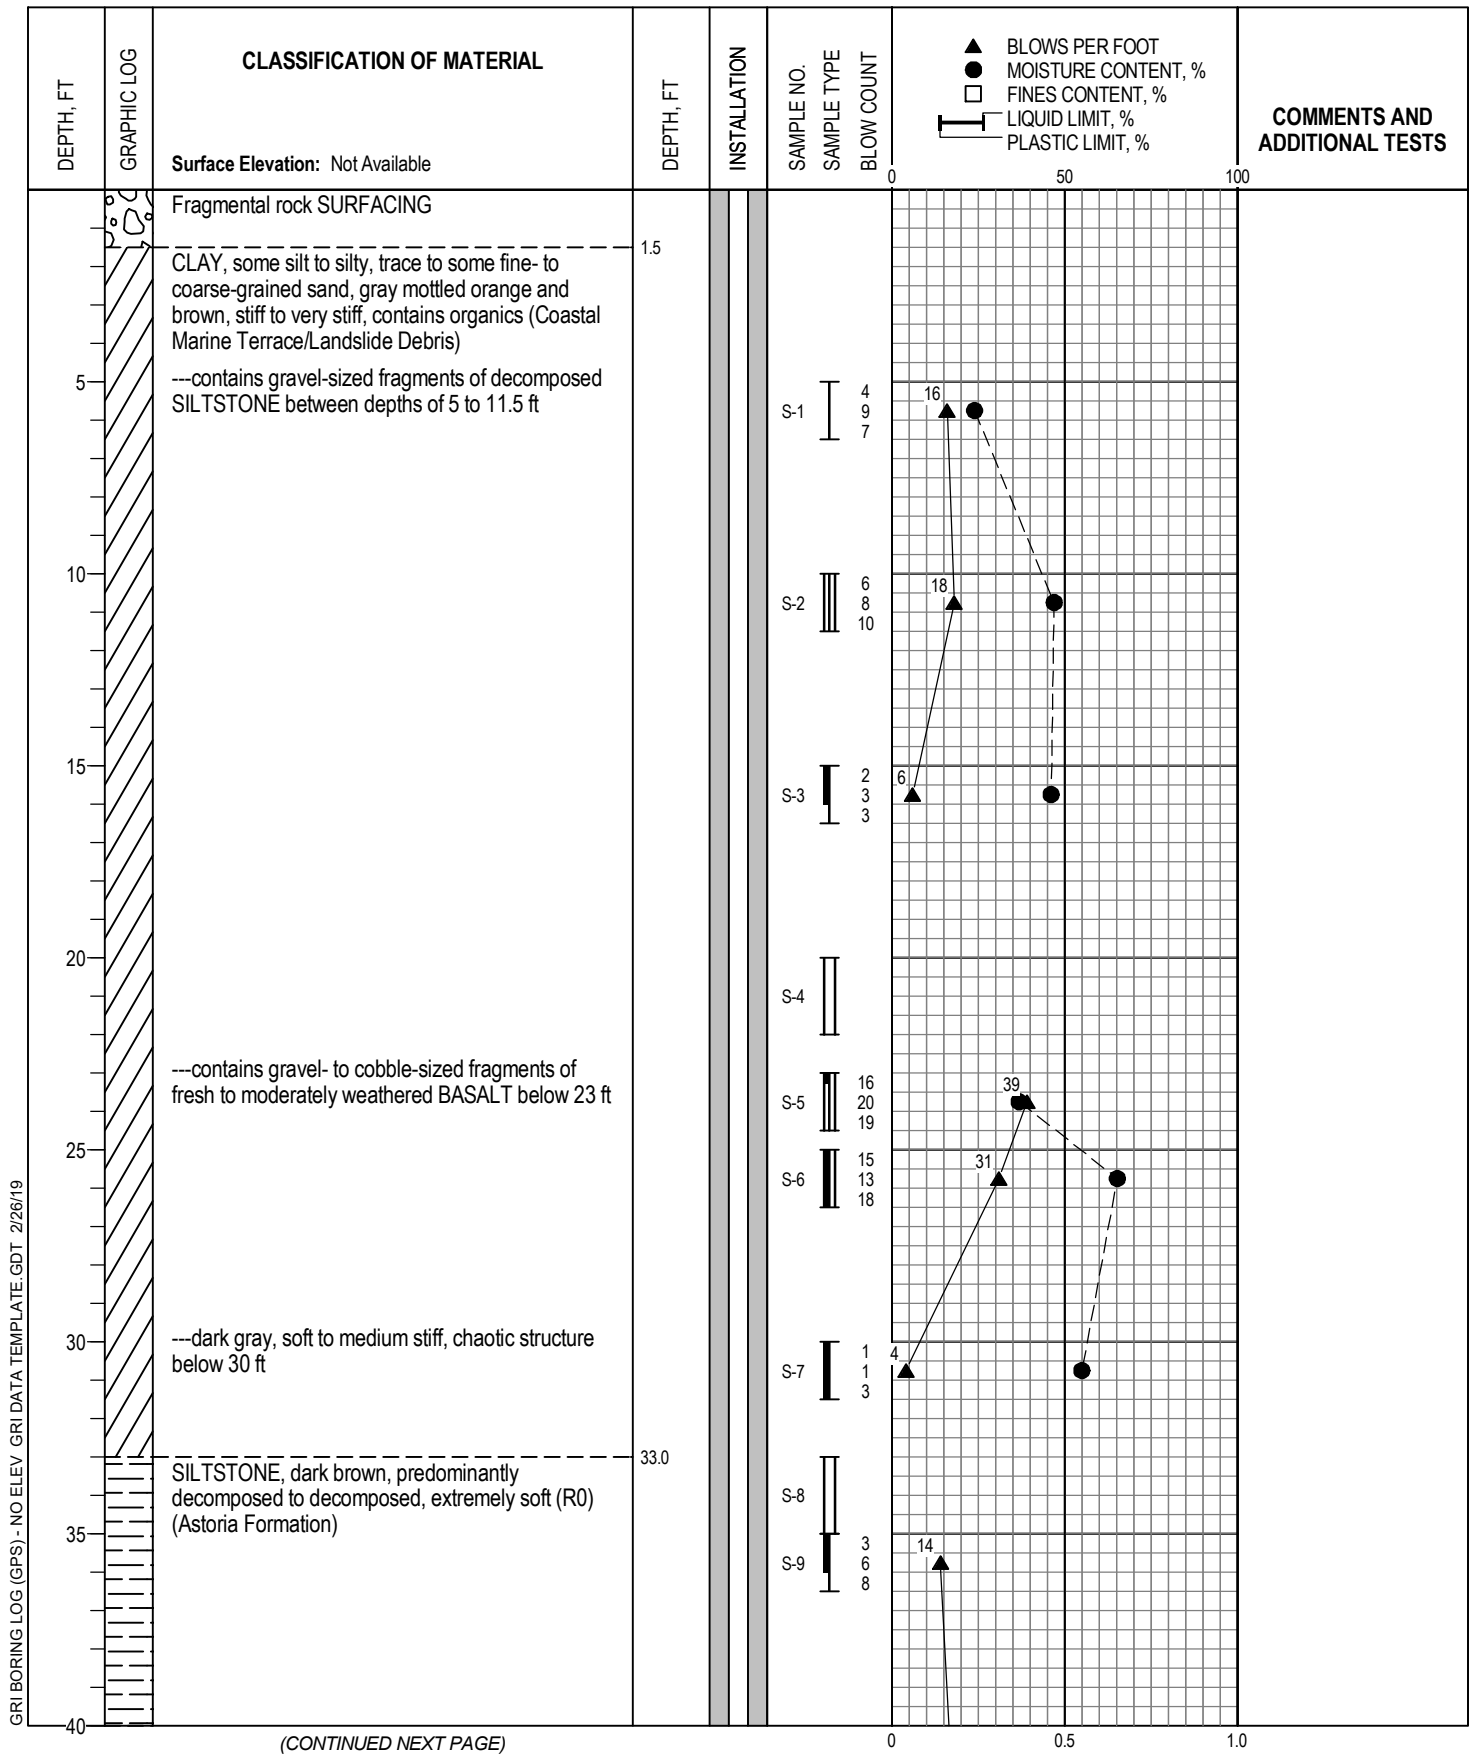 DEPTH, FT
GRAPHIC LOG
CLASSIFICATION OF MATERIAL
Surface Elevation: Not Available
DEPTH, FT
INSTALLATION
SAMPLE NO.
SAMPLE TYPE
BLOW COUNT
BLOWS PER FOOT
MOISTURE CONTENT, %
FINES CONTENT, %
LIQUID LIMIT, %
PLASTIC LIMIT, %
0 50 100
COMMENTS AND
ADDITIONAL TESTS
Fragmental rock SURFACING
1.5
CLAY, some silt to silty, trace to some fine- to
coarse-grained sand, gray mottled orange and
brown, stiff to very stiff, contains organics (Coastal
Marine Terrace/Landslide Debris)
5
---contains gravel-sized fragments of decomposed
SILTSTONE between depths of 5 to 11.5 ft
S-1
4
9
7
16
10
S-2
6
8
10
18
15
S-3
2
3
3
6
20
S-4
---contains gravel- to cobble-sized fragments of
fresh to moderately weathered BASALT below 23 ft
S-5
16
20
19
39
25
S-6
15
13
18
31
30
---dark gray, soft to medium stiff, chaotic structure
below 30 ft
S-7
1
1
3
4
33.0
SILTSTONE, dark brown, predominantly
decomposed to decomposed, extremely soft (R0)
(Astoria Formation)
S-8
35
S-9
3
6
8
14
40
(CONTINUED NEXT PAGE)
0 0.5 1.0
GRI BORING LOG (GPS) - NO ELEV GRI DATA TEMPLATE.GDT 2/26/19